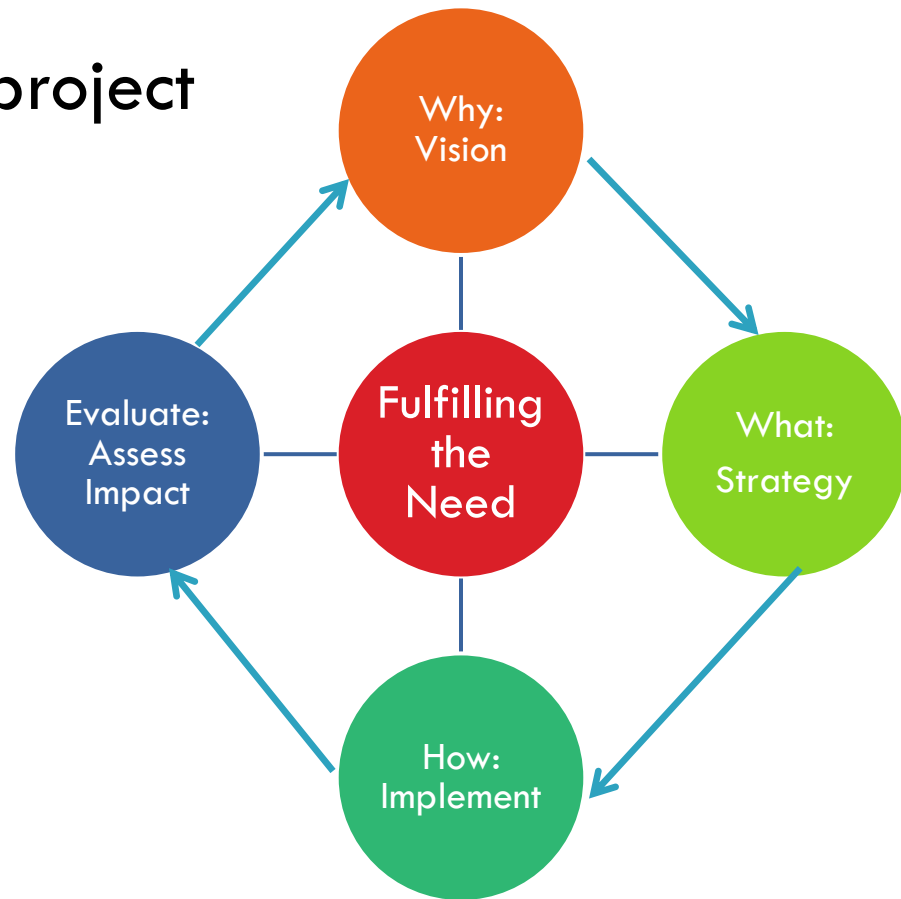 project
Why:
Vision
Evaluate:
Assess
Impact
Fulfilling
the
Need
What:
Strategy
How:
Implement